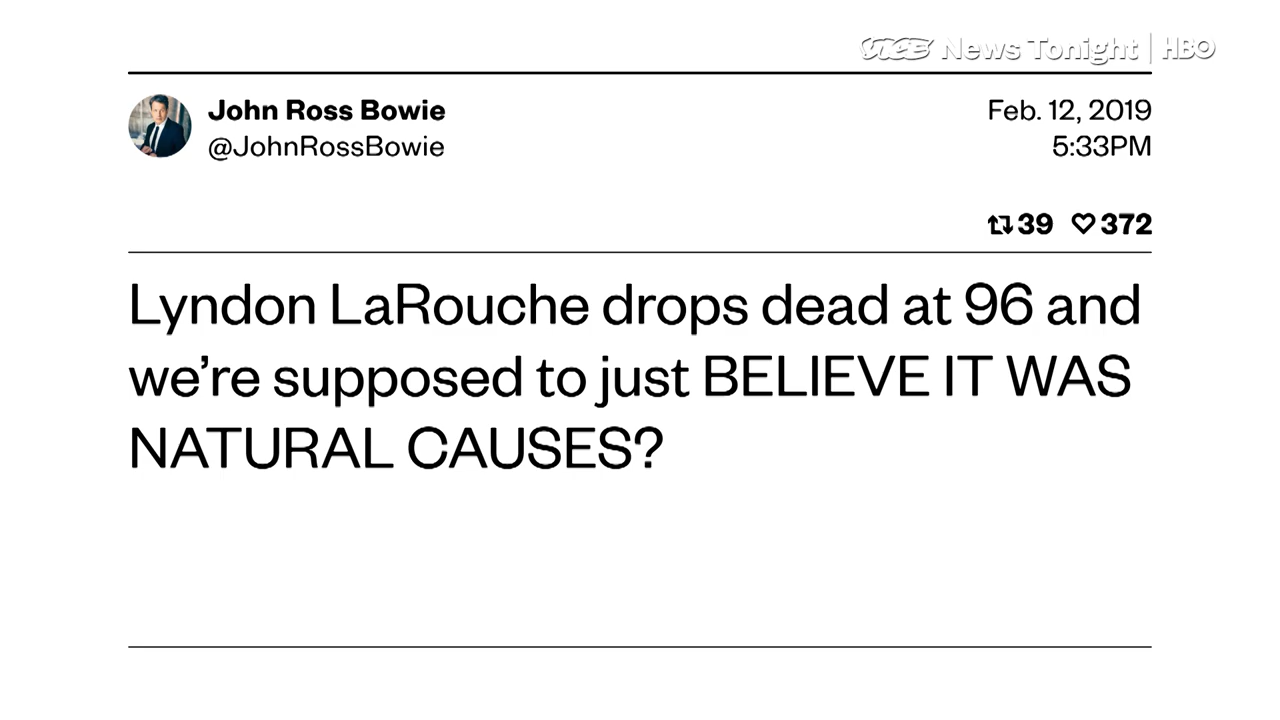 VICE News Tonight | HBO
John Ross Bowie
Feb. 12, 2019
@JohnRossBowie
5:33PM
39 372
Lyndon LaRouche drops dead at 96 and
we’re supposed to just BELIEVE IT WAS
NATURAL CAUSES?